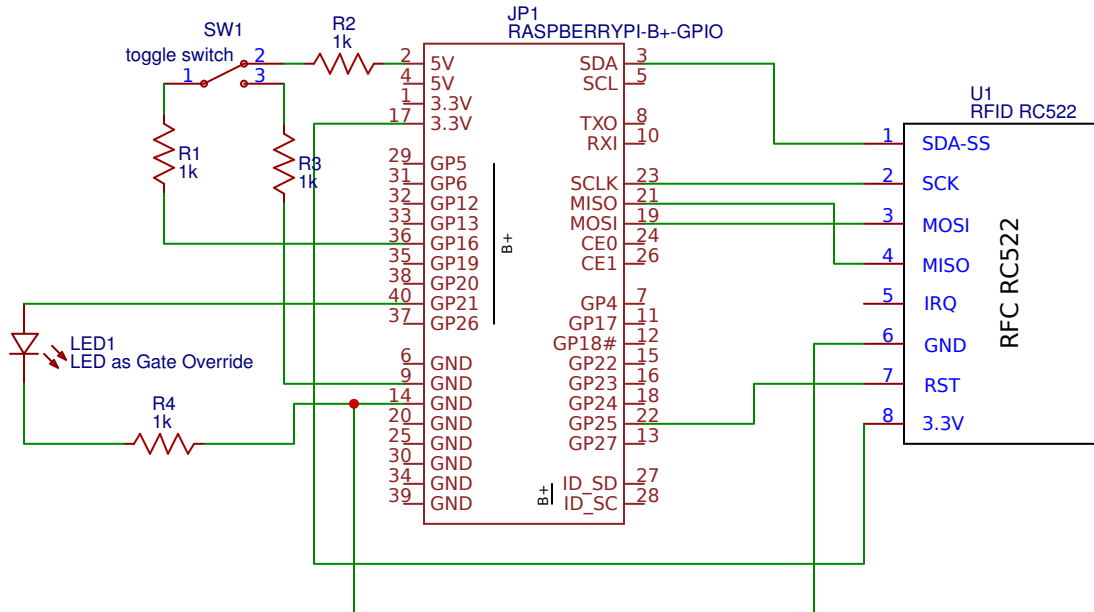 JP1
RASPBERRYPI-B+-GPIO
SW1
toggle switch
1
2
3
R2
1k
R1
1k
R3
1k
2 5V
4 5V
1 3.3V
17 3.3V
29 GP5
31 GP6
32 GP12
33 GP13
36 GP16
35 GP19
38 GP20
40 GP21
37 GP26
6 GND
9 GND
14 GND
20 GND
25 GND
30 GND
34 GND
39 GND
B+
SDA 3
SCL 5
TXO 8
RXI 10
SCLK 23
MISO 21
MOSI 19
CE0 24
CE1 26
GP4 7
GP17 11
GP18# 12
GP22 15
GP23 16
GP24 18
GP25 22
GP27 13
B+
ID_SD 27
ID_SC 28
LED1
LED as Gate Override
R4
1k
U1
RFID RC522
1 SDA-SS
2 SCK
3 MOSI
4 MISO
5 IRQ
6 GND
7 RST
8 3.3V
RFC RC522